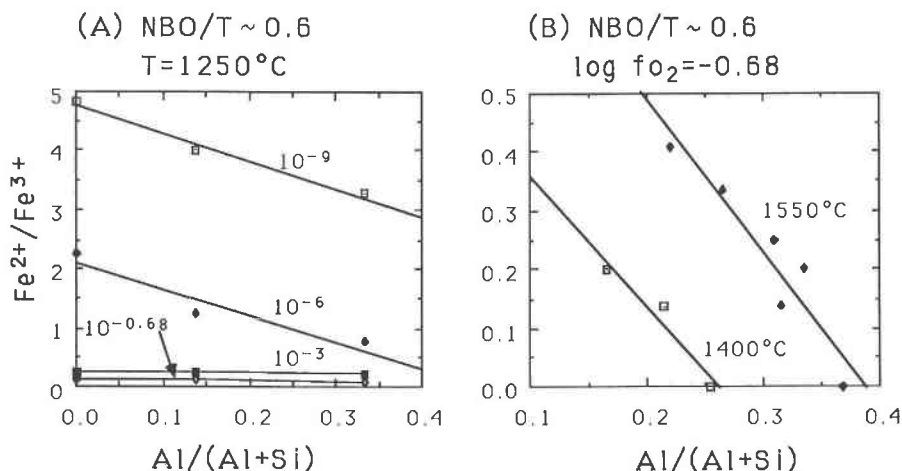 (A) NBO/T ~ 0.6
T=1250°C
(B) NBO/T ~ 0.6
log fo₂=-0.68
Fe²⁺/Fe³⁺
5
4
3
2
1
0
10⁻⁹
10⁻⁶
10⁻⁰·⁶⁸
10⁻³
0.0 0.1 0.2 0.3 0.4
Al/(Al+Si)
0.5
0.4
0.3
0.2
0.1
0.0
1550°C
1400°C
0.1 0.2 0.3 0.4
Al/(Al+Si)